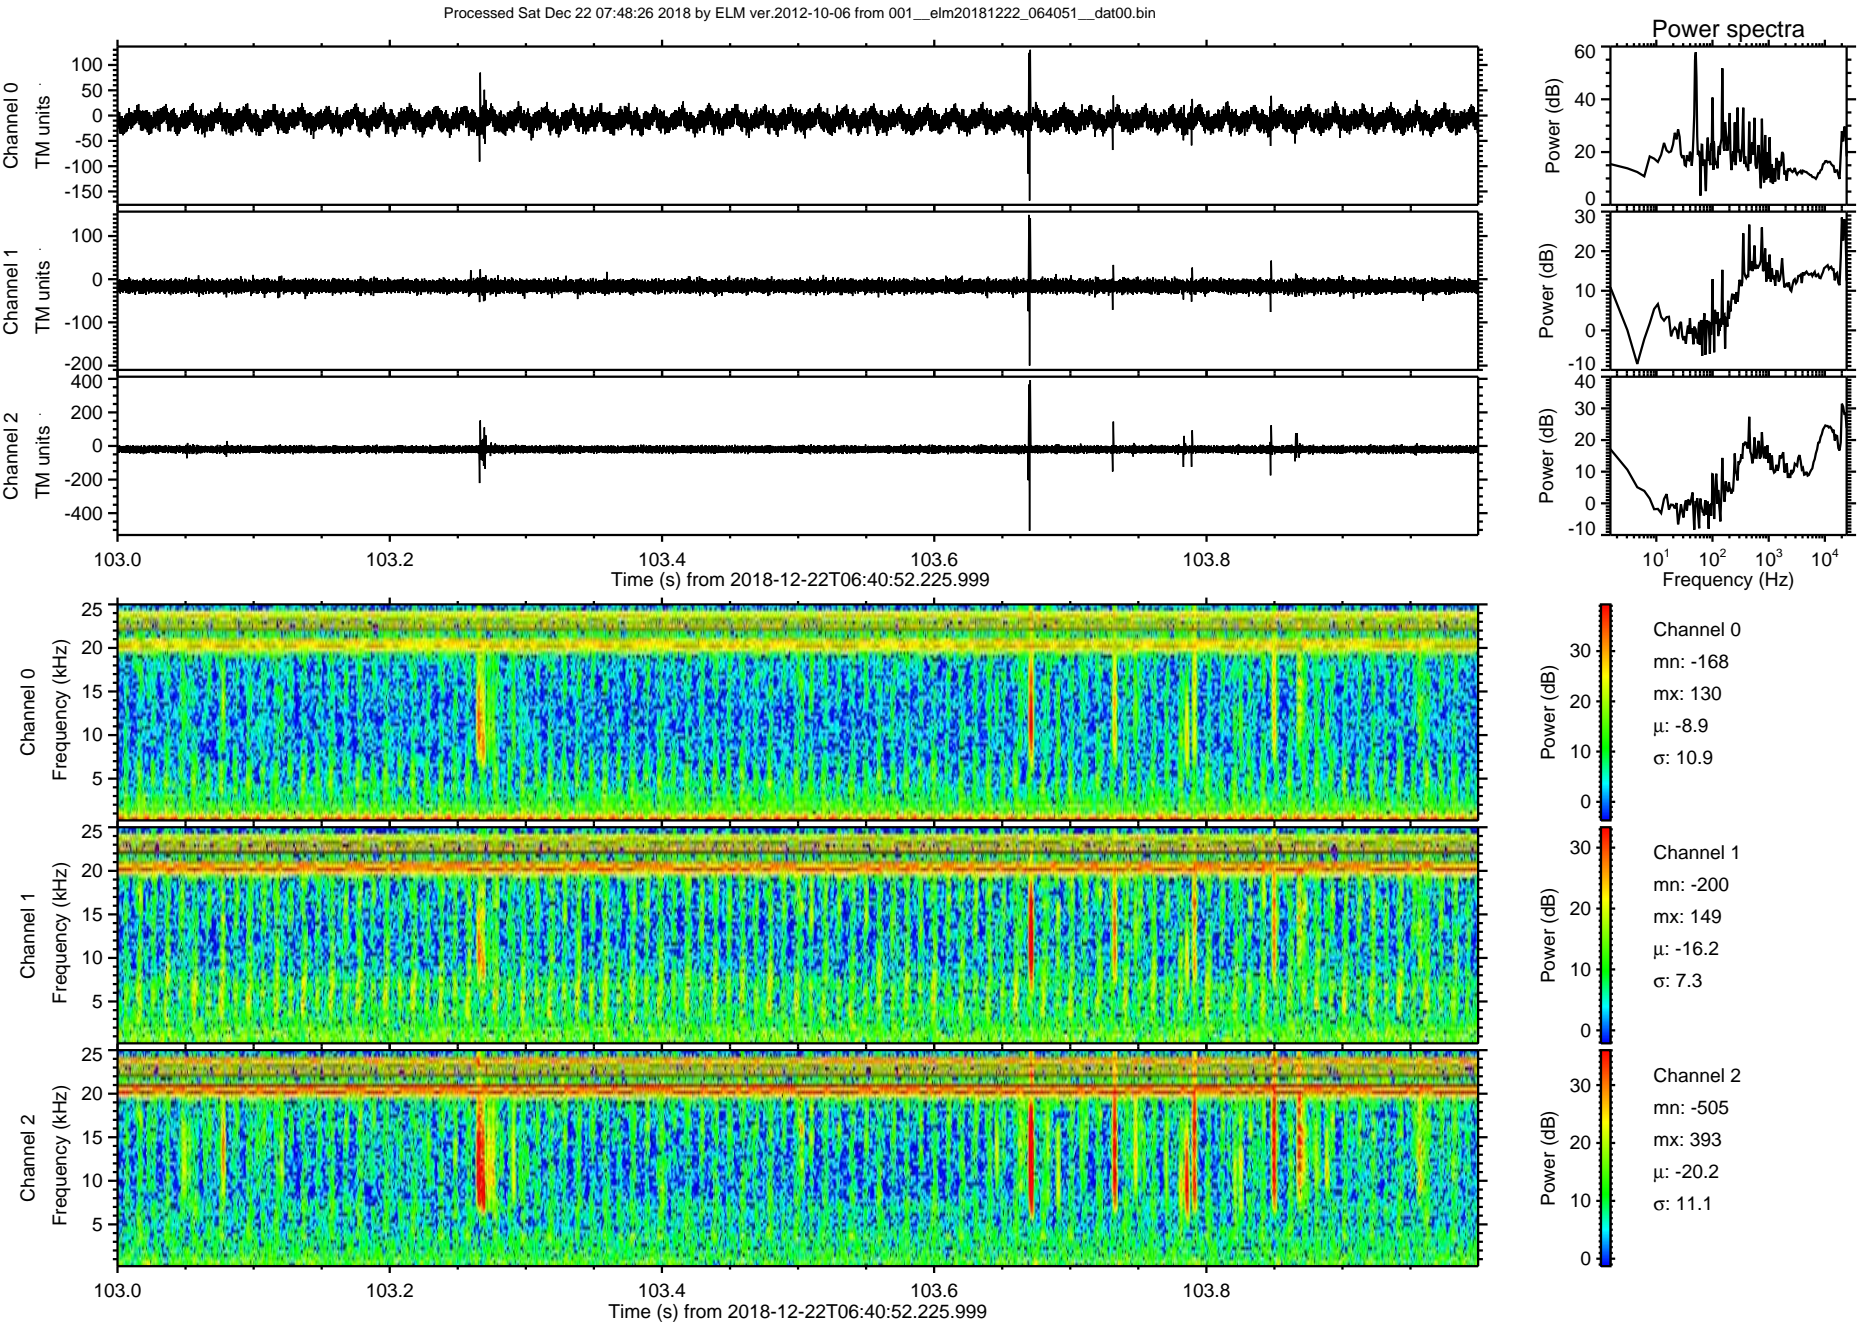 Processed Sat Dec 22 07:48:26 2018 by ELM ver.2012-10-06 from 001__elm20181222_064051__dat00.bin
Power spectra
Channel 0
TM units
100
50
0
-50
-100
-150
Power (dB)
60
40
20
0
Channel 1
TM units
100
0
-100
-200
Power (dB)
30
20
10
0
-10
Channel 2
TM units
400
200
0
-200
-400
Power (dB)
40
30
20
10
0
-10
103.0 103.2 103.4 103.6 103.8
Time (s) from 2018-12-22T06:40:52.225.999
10^1 10^2 10^3 10^4
Frequency (Hz)
Channel 0
Frequency (kHz)
25
20
15
10
5
Power (dB)
30
20
10
0
Channel 0
mn: -168
mx: 130
μ: -8.9
σ: 10.9
Channel 1
Frequency (kHz)
25
20
15
10
5
Power (dB)
30
20
10
0
Channel 1
mn: -200
mx: 149
μ: -16.2
σ: 7.3
Channel 2
Frequency (kHz)
25
20
15
10
5
Power (dB)
30
20
10
0
Channel 2
mn: -505
mx: 393
μ: -20.2
σ: 11.1
103.0 103.2 103.4 103.6 103.8
Time (s) from 2018-12-22T06:40:52.225.999